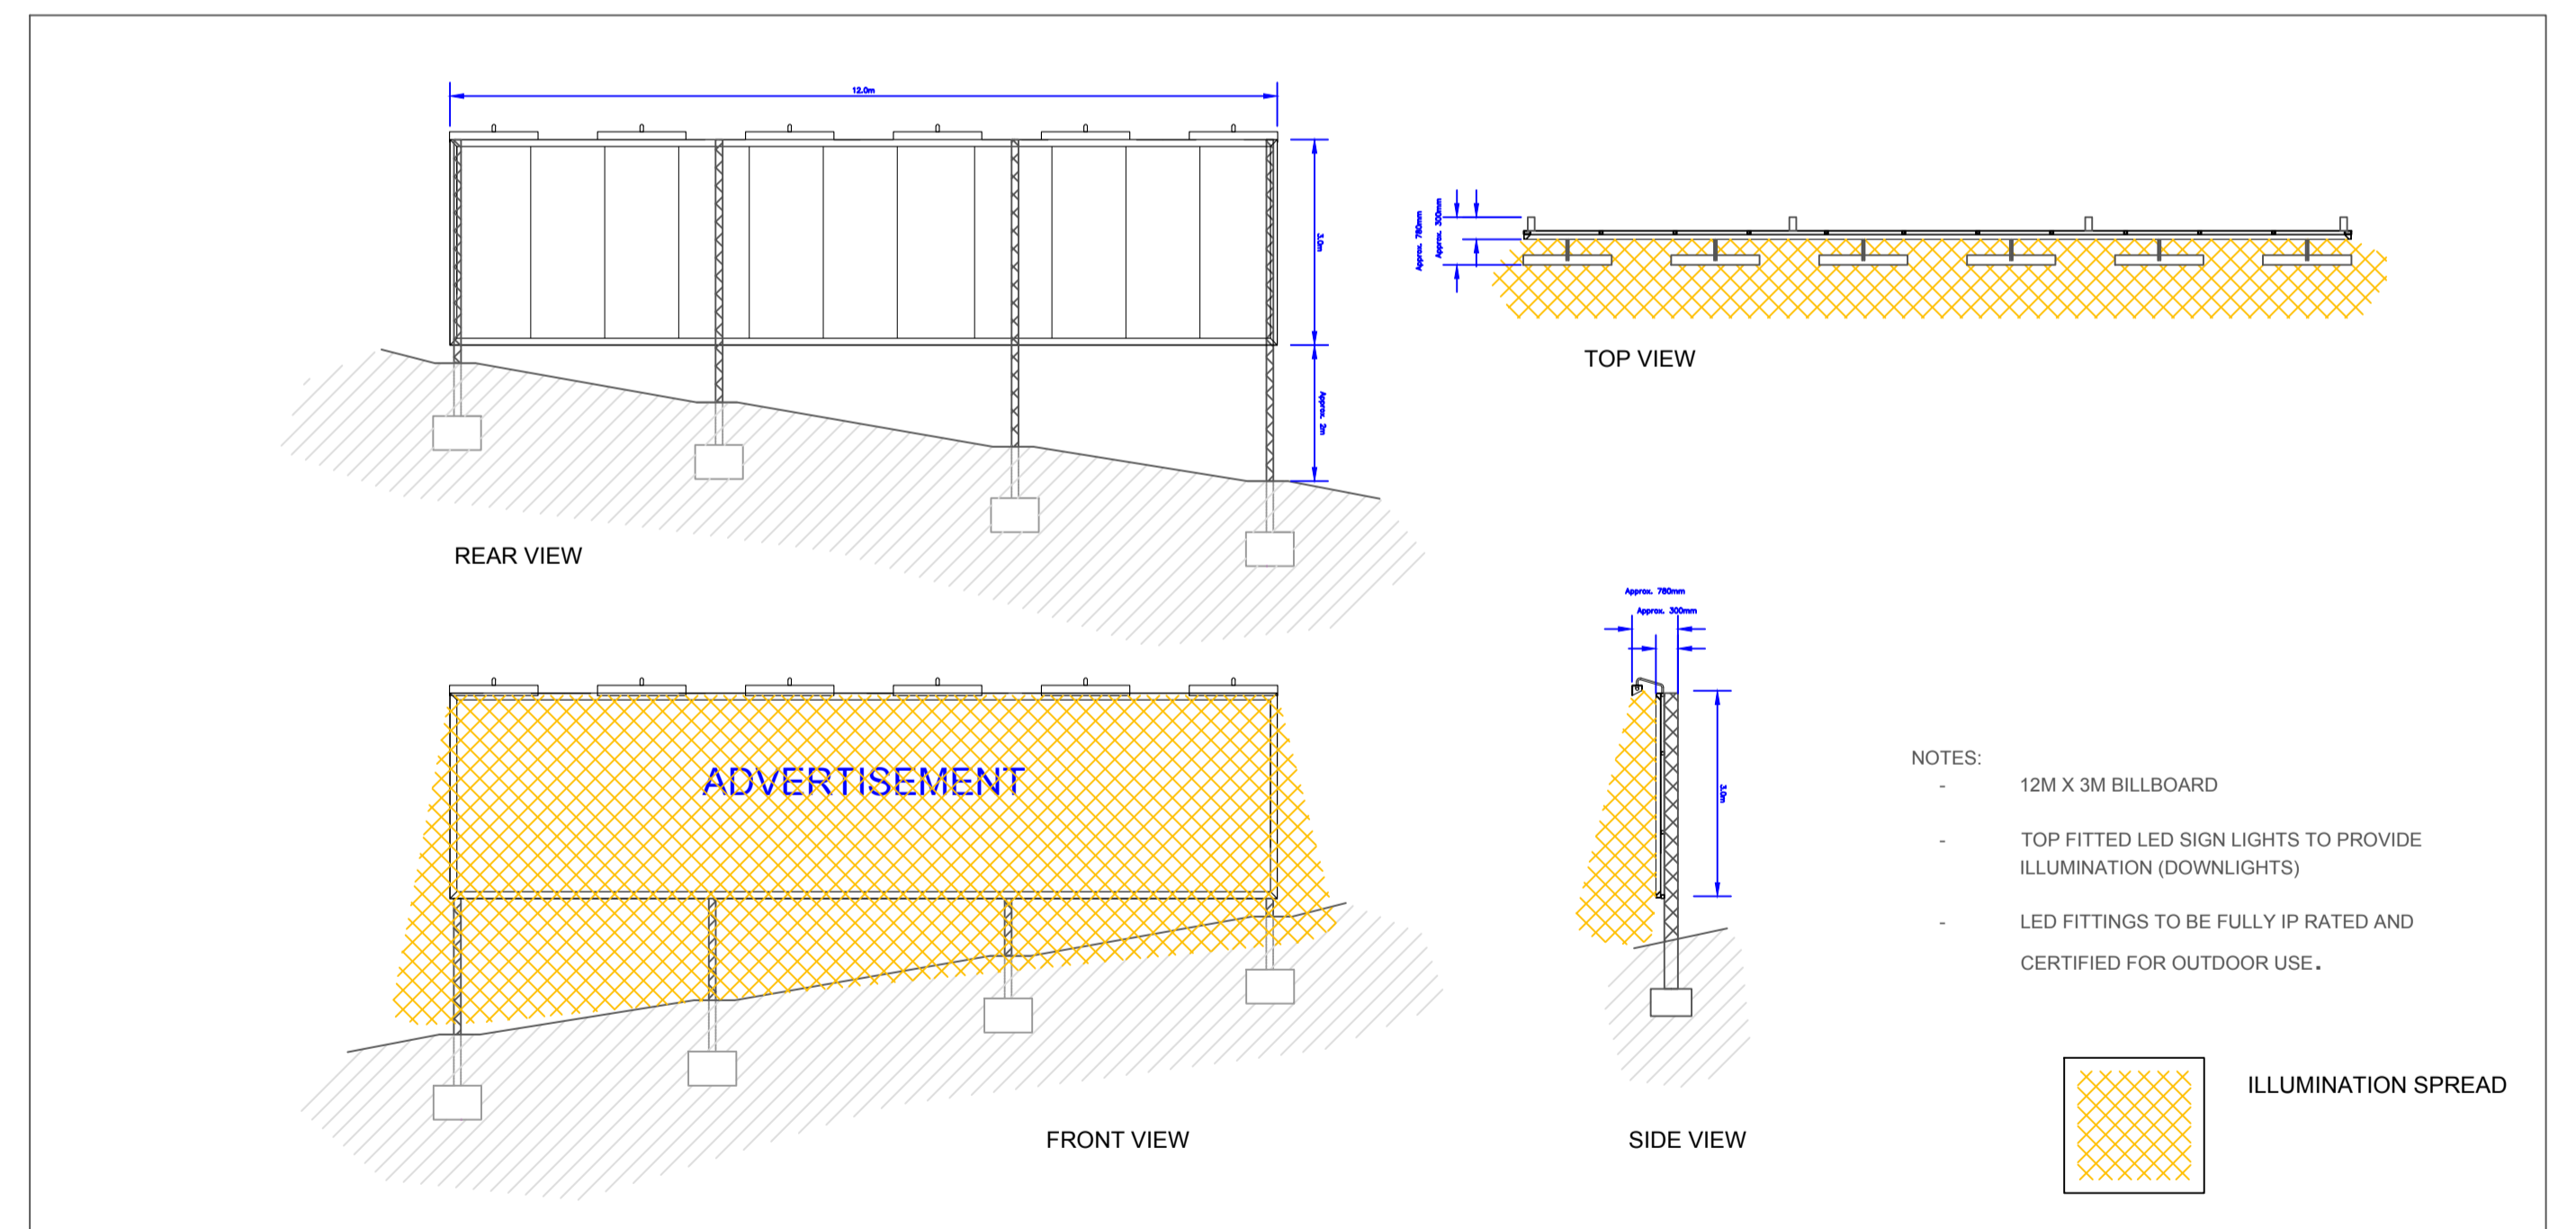 12.0m
3.0m
Approx. 2m
REAR VIEW
Approx. 780mm
Approx. 300mm
TOP VIEW
ADVERTISEMENT
FRONT VIEW
Approx. 780mm
Approx. 300mm
3.0m
SIDE VIEW
NOTES:
- 12M X 3M BILLBOARD
- TOP FITTED LED SIGN LIGHTS TO PROVIDE
ILLUMINATION (DOWNLIGHTS)
- LED FITTINGS TO BE FULLY IP RATED AND
CERTIFIED FOR OUTDOOR USE.
ILLUMINATION SPREAD